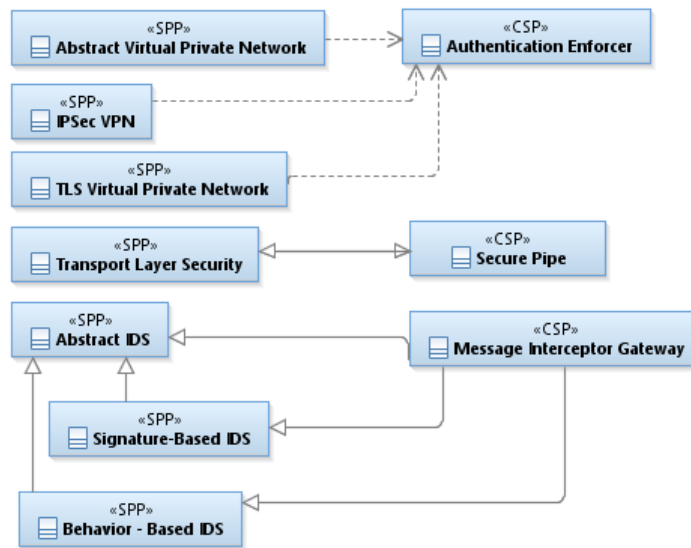 «SPP»
Abstract Virtual Private Network
«CSP»
Authentication Enforcer
«SPP»
IPSec VPN
«SPP»
TLS Virtual Private Network
«SPP»
Transport Layer Security
«CSP»
Secure Pipe
«SPP»
Abstract IDS
«CSP»
Message Interceptor Gateway
«SPP»
Signature-Based IDS
«SPP»
Behavior - Based IDS